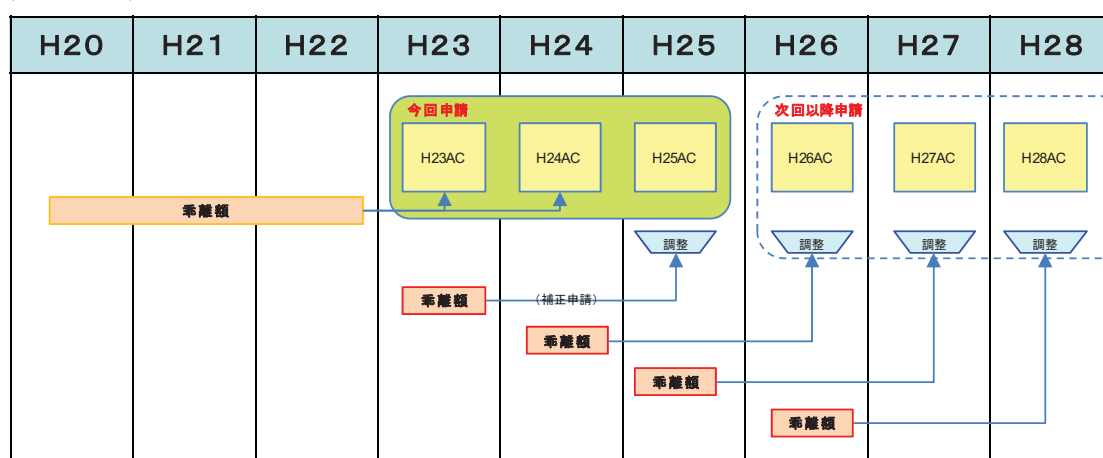 H20 H21 H22 H23 H24 H25 H26 H27 H28
今回申請
次回以降申請
H23AC H24AC H25AC H26AC H27AC H28AC
乖離額
調整 調整 調整 調整
乖離額 (補正申請)
乖離額
乖離額
乖離額